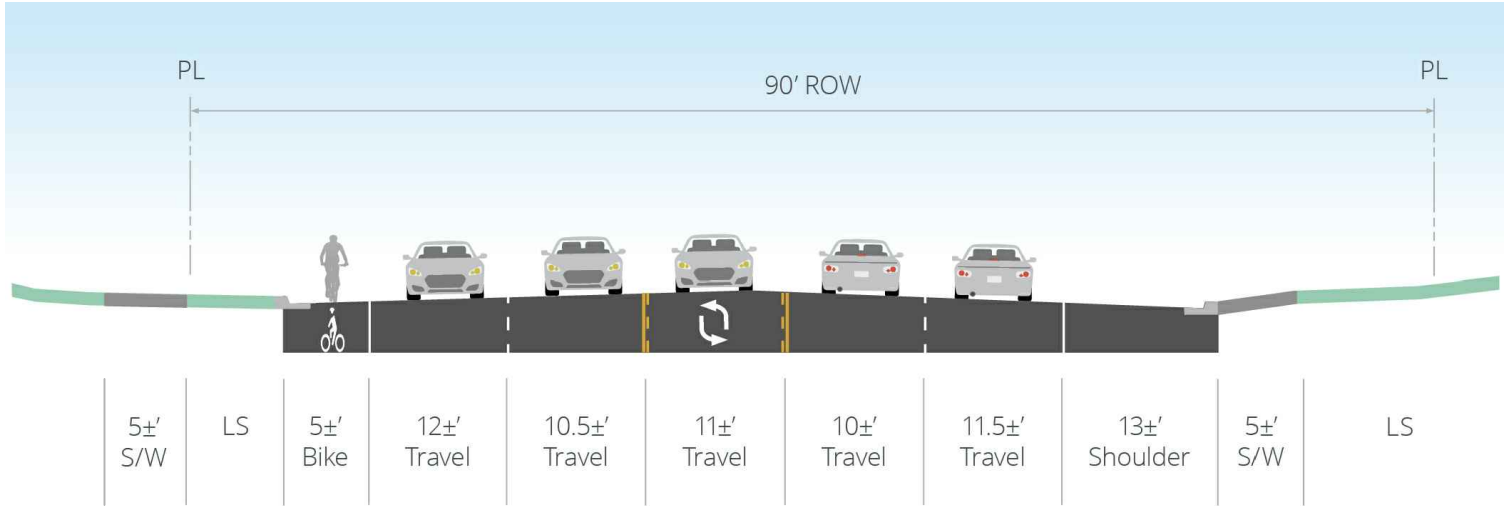 PL
90’ ROW
PL
5±’
S/W
LS
5±’
Bike
12±’
Travel
10.5±’
Travel
11±’
Travel
10±’
Travel
11.5±’
Travel
13±’
Shoulder
5±’
S/W
LS